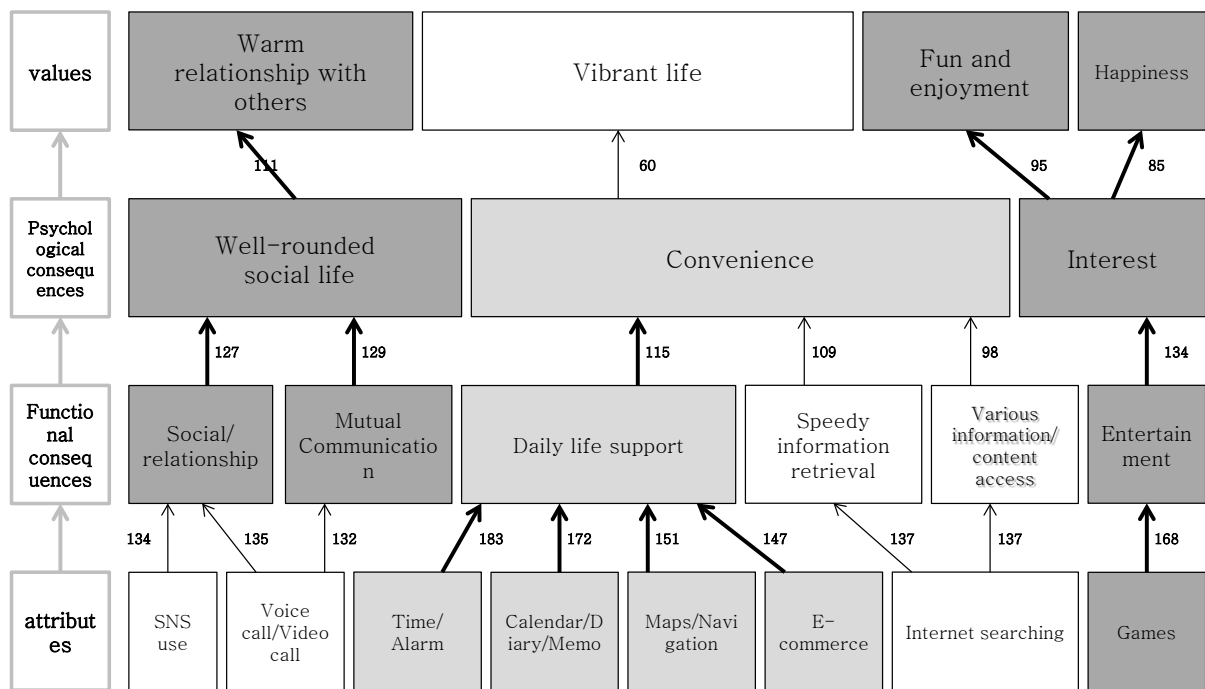 values
Warm
relationship with
others
Vibrant life
Fun and
enjoyment
Happiness
111
60
95
85
Psychol
ogical
consequ
ences
Well-rounded
social life
Convenience
Interest
127
129
115
109
98
134
Functio
nal
conseq
uences
Social/
relationship
Mutual
Communicatio
n
Daily life support
Speedy
information
retrieval
Various
information/
content
access
Entertain
ment
134
135
132
183
172
151
147
137
137
168
attribut
es
SNS
use
Voice
call/Video
call
Time/
Alarm
Calendar/D
iary/Memo
Maps/Navi
gation
E-
commerce
Internet searching
Games